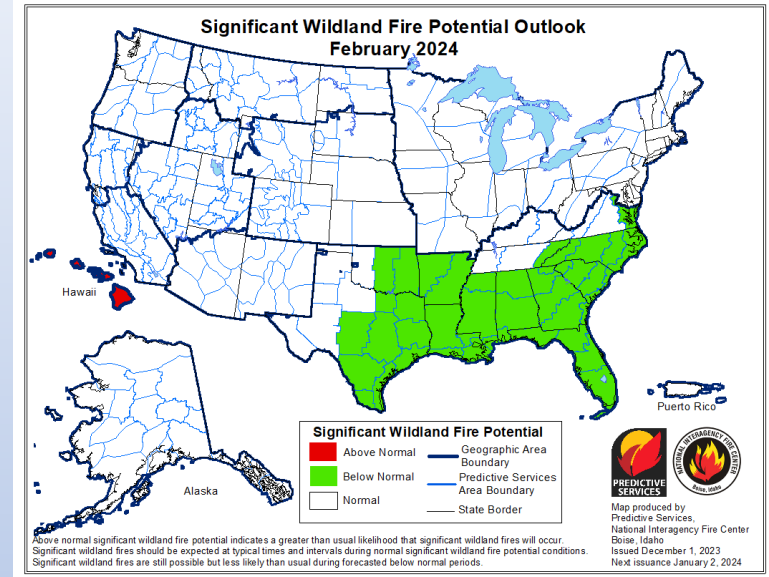 Significant Wildland Fire Potential Outlook
February 2024
Hawaii
Alaska
Puerto Rico
Significant Wildland Fire Potential
Above Normal
Below Normal
Normal
Geographic Area
Boundary
Predictive Services
Area Boundary
State Border
PREDICTIVE
SERVICES
NATIONAL INTERAGENCY FIRE CENTER
Boise, Idaho
Map produced by
Predictive Services,
National Interagency Fire Center
Boise, Idaho
Issued December 1, 2023
Next issuance January 2, 2024
Above normal significant wildland fire potential indicates a greater than usual likelihood that significant wildland fires will occur.
Significant wildland fires should be expected at typical times and intervals during normal significant wildland fire potential conditions.
Significant wildland fires are still possible but less likely than usual during forecasted below normal periods.